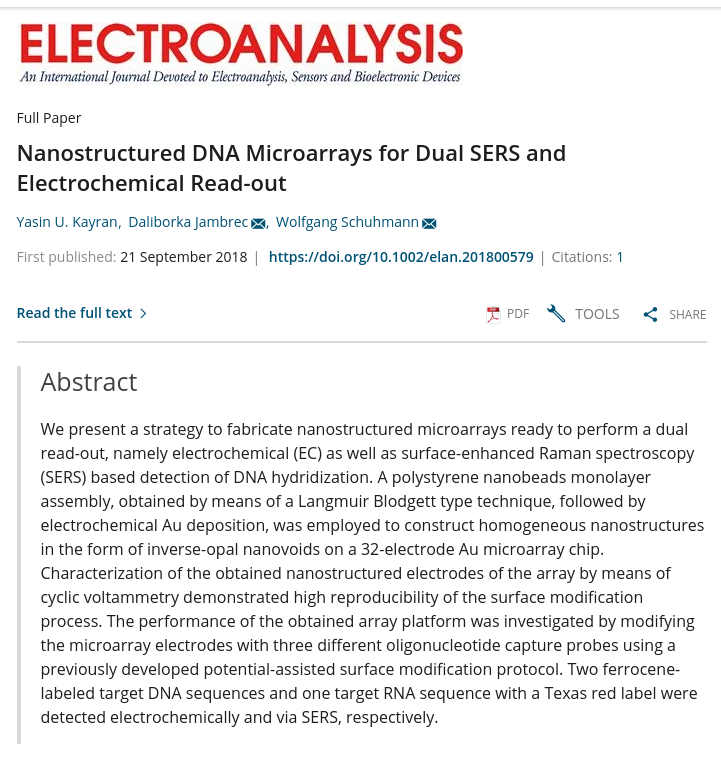 ELECTROANALYSIS
An International Journal Devoted to Electroanalysis, Sensors and Bioelectronic Devices
Full Paper
Nanostructured DNA Microarrays for Dual SERS and
Electrochemical Read-out
Yasin U. Kayran, Daliborka Jambrec, Wolfgang Schuhmann
First published: 21 September 2018 | https://doi.org/10.1002/elan.201800579 | Citations: 1
Read the full text > PDF TOOLS SHARE
Abstract
We present a strategy to fabricate nanostructured microarrays ready to perform a dual
read-out, namely electrochemical (EC) as well as surface-enhanced Raman spectroscopy
(SERS) based detection of DNA hydridization. A polystyrene nanobeads monolayer
assembly, obtained by means of a Langmuir Blodgett type technique, followed by
electrochemical Au deposition, was employed to construct homogeneous nanostructures
in the form of inverse-opal nanovoids on a 32-electrode Au microarray chip.
Characterization of the obtained nanostructured electrodes of the array by means of
cyclic voltammetry demonstrated high reproducibility of the surface modification
process. The performance of the obtained array platform was investigated by modifying
the microarray electrodes with three different oligonucleotide capture probes using a
previously developed potential-assisted surface modification protocol. Two ferrocene-
labeled target DNA sequences and one target RNA sequence with a Texas red label were
detected electrochemically and via SERS, respectively.